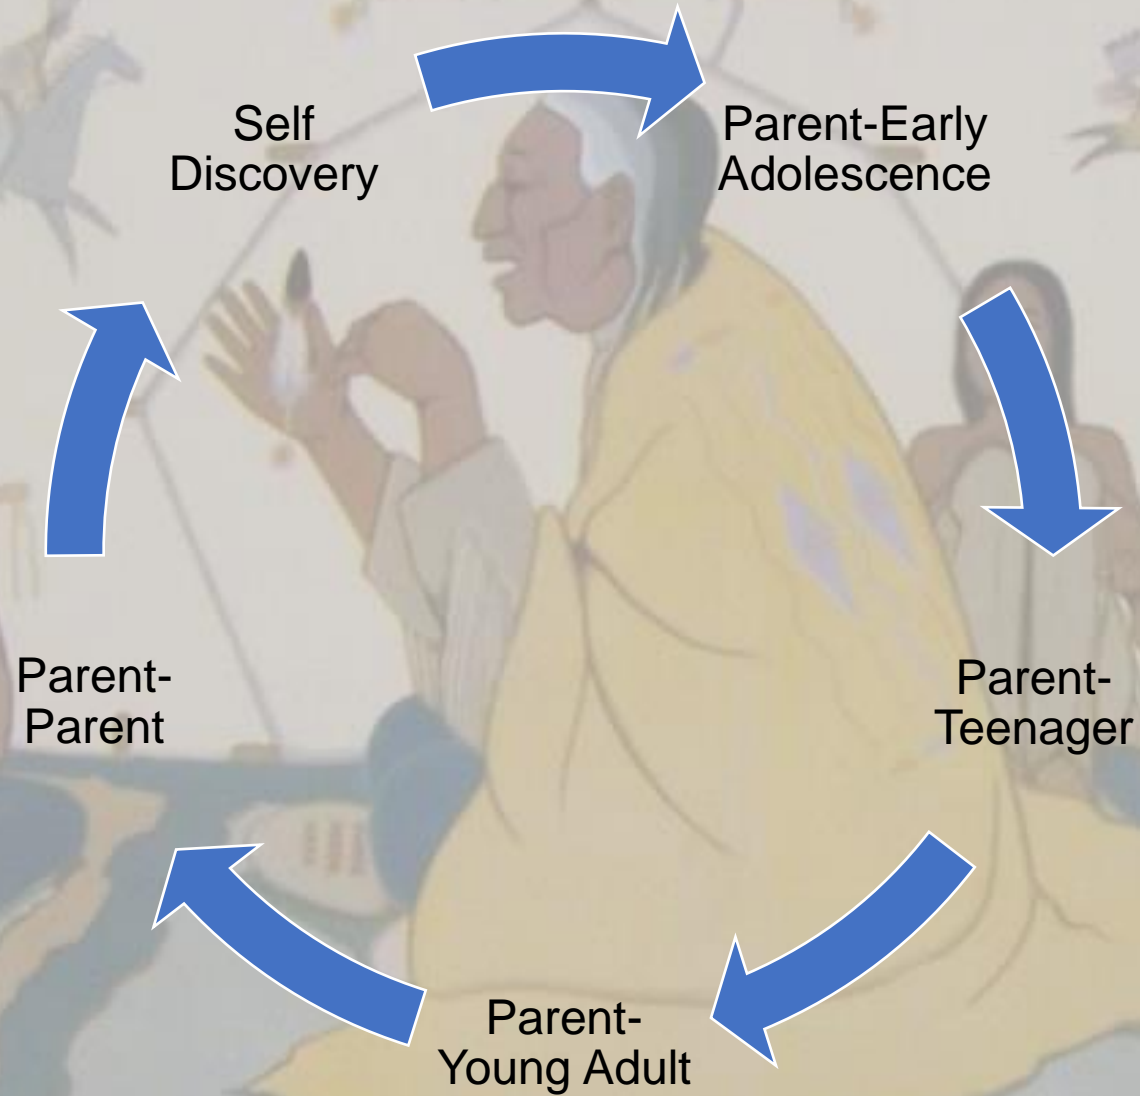 Self
Discovery
Parent-Early
Adolescence
Parent-
Teenager
Parent-
Young Adult
Parent-
Parent